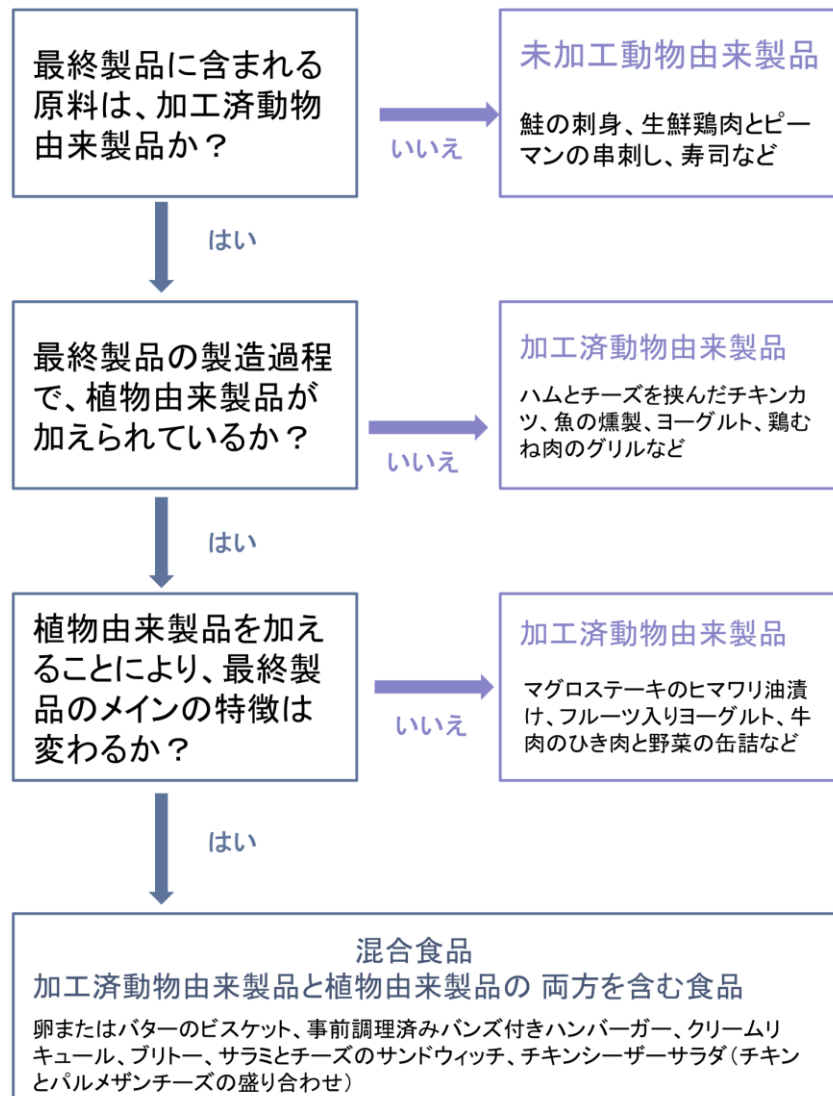 最終製品に含まれる
原料は、加工済動物
由来製品か？
いいえ
未加工動物由来製品
鮭の刺身、生鮮鶏肉とピー
マンの串刺し、寿司など
はい
最終製品の製造過程
で、植物由来製品が
加えられているか？
いいえ
加工済動物由来製品
ハムとチーズを挟んだチキンカ
ツ、魚の燻製、ヨーグルト、鶏む
ね肉のグリルなど
はい
植物由来製品を加え
ることにより、最終製
品のメインの特徴は
変わるか？
いいえ
加工済動物由来製品
マグロステーキのヒマワリ油漬
け、フルーツ入りヨーグルト、牛
肉のひき肉と野菜の缶詰など
はい
混合食品
加工済動物由来製品と植物由来製品の 両方を含む食品
卵またはバターのビスケット、事前調理済みバンズ付きハンバーガー、クリームリ
キュール、ブリトー、サラミとチーズのサンドウィッチ、チキンシーザーサラダ（チキン
とパルメザンチーズの盛り合わせ）